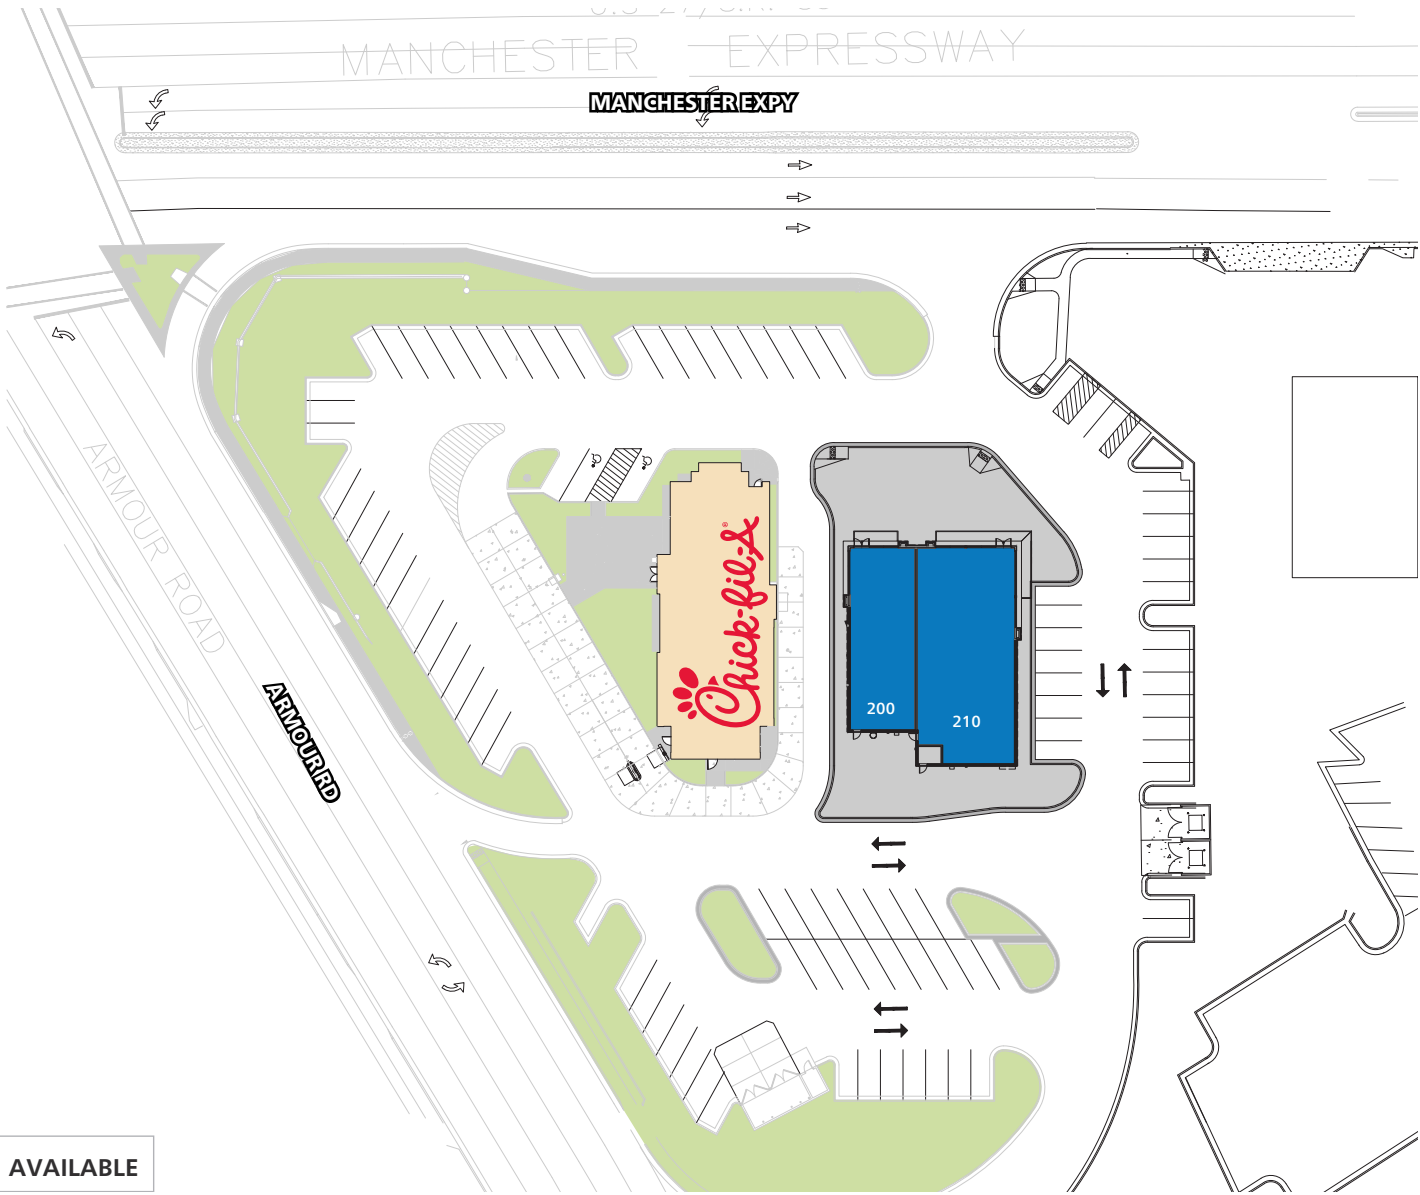 MANCHESTER EXPRESSWAY
MANCHESTER EXPY
ARMOUR ROAD
ARMOUR RD
Chick-fil-A®
200
210
AVAILABLE